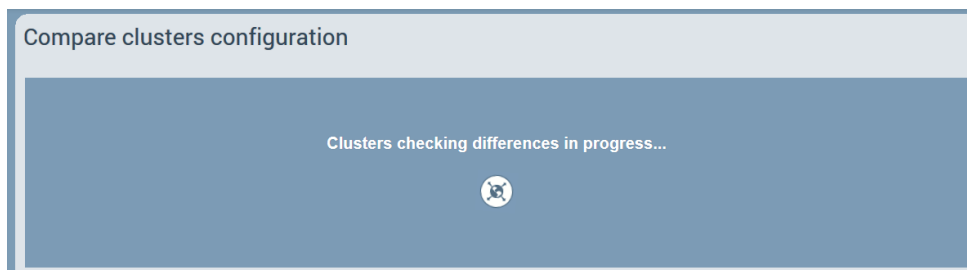 Compare clusters configuration
Clusters checking differences in progress...